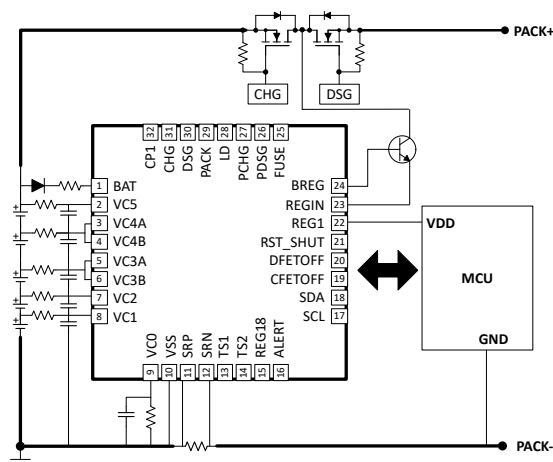 PACK+
CHG
DSG
32 31 30 29 28 27 26 25
CP1 CHG DSG PACK LD PCHG PDSG FUSE
1 BAT
2 VC5
3 VC4A
4 VC4B
5 VC3A
6 VC3B
7 VC2
8 VC1
BREG 24
REGIN 23
REG1 22
RST_SHUT 21
DFETOFF 20
CFETOFF 19
SDA 18
SCL 17
VC0 VSS SRP SRN TS1 TS2 REG18 ALERT
9 10 11 12 13 14 15 16
VDD
MCU
GND
PACK-